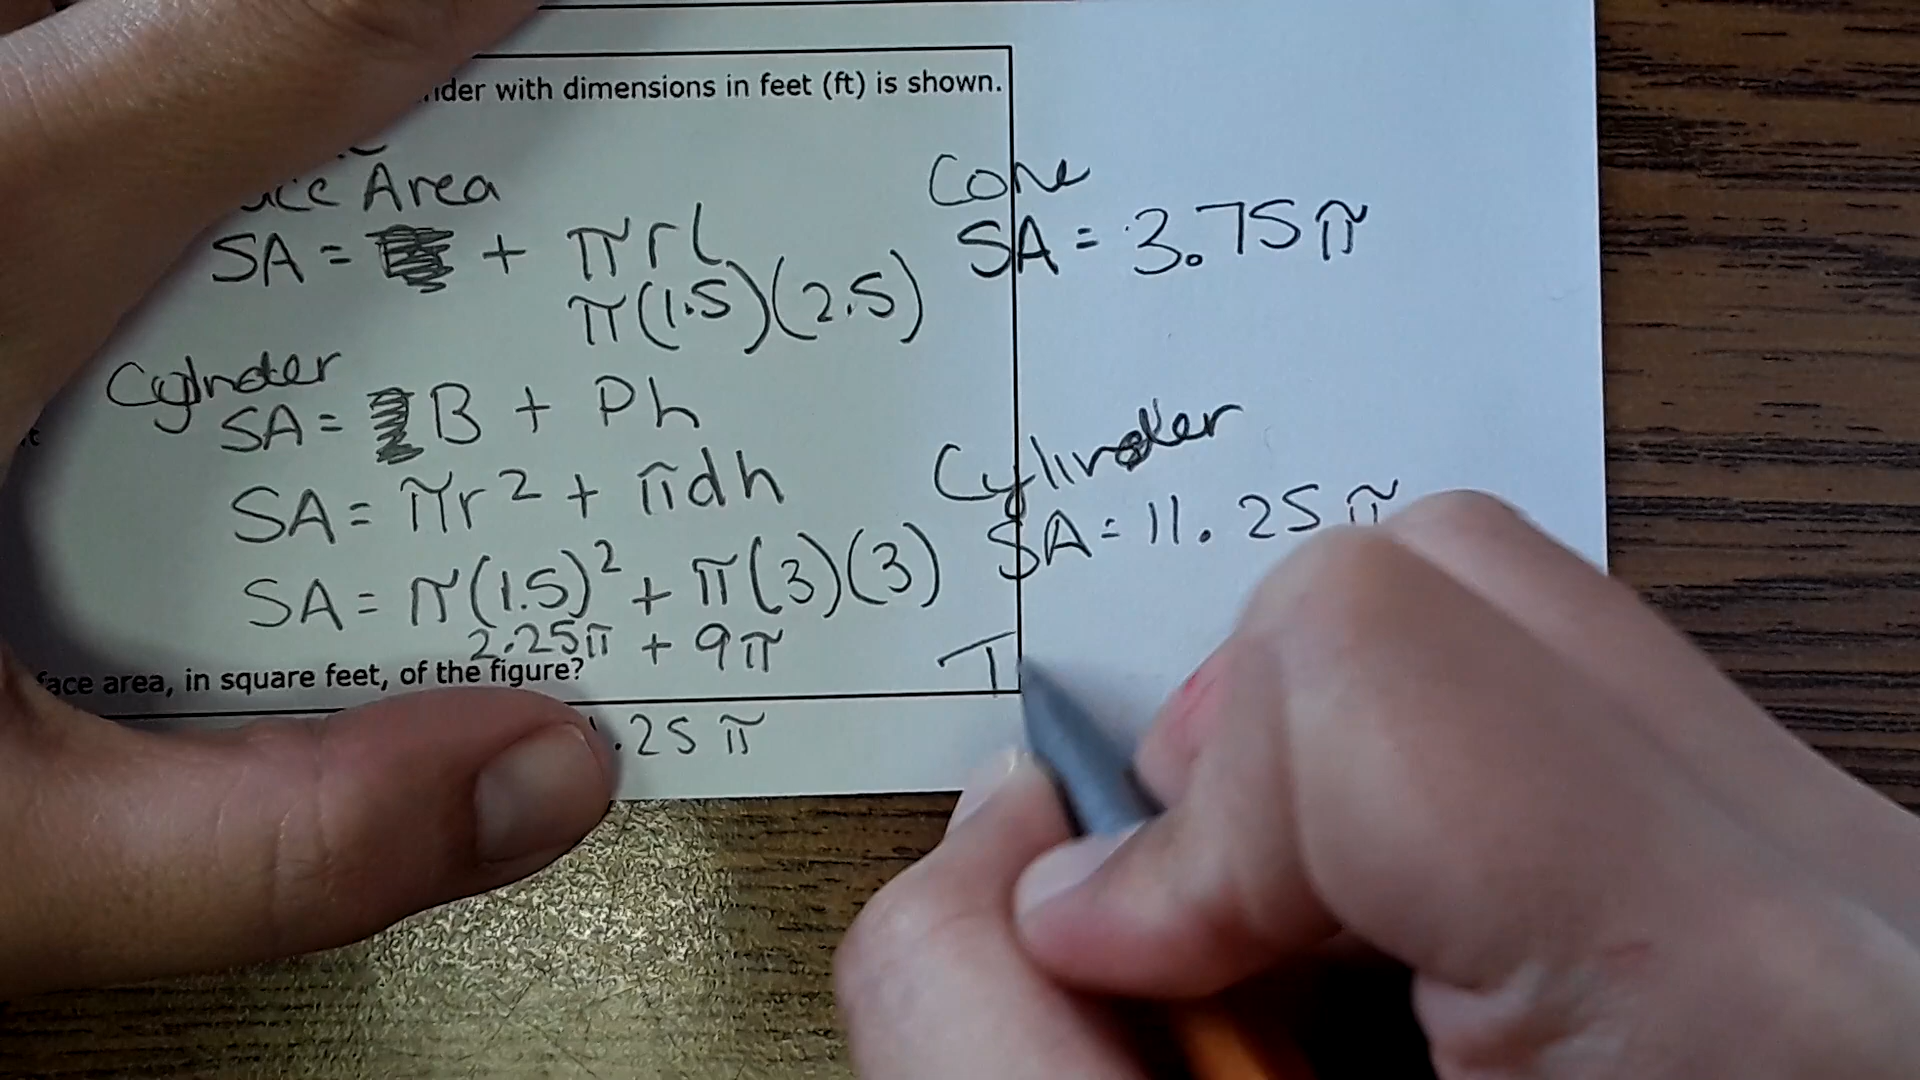 with dimensions in feet (ft) is shown.
Area
SA = + πrl
π(1.5)(2.5)
Cone
SA = 3.75π
Cylinder
SA = B + Ph
SA = πr² + πdh
SA = π(1.5)² + π(3)(3)
2.25π + 9π
Cylinder
SA = 11.25π
area, in square feet, of the figure?
.25π
T